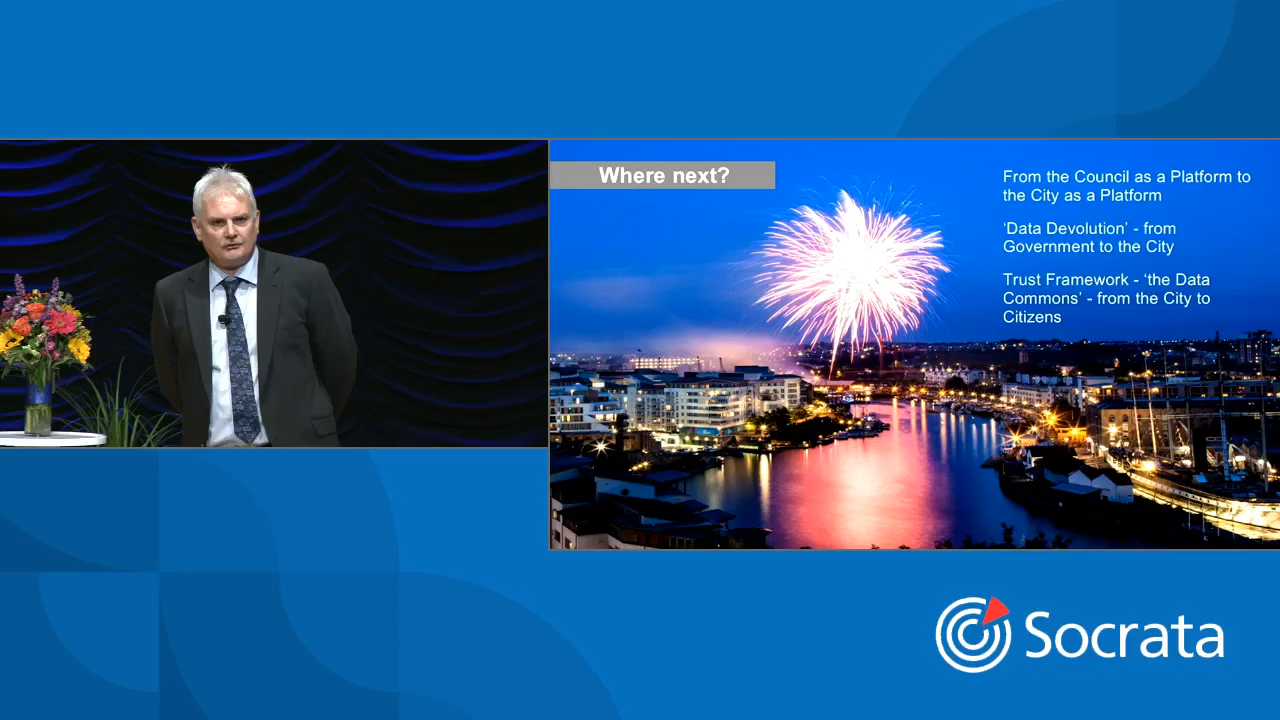 Where next?
From the Council as a Platform to
the City as a Platform
‘Data Devolution’ - from
Government to the City
Trust Framework - ‘the Data
Commons’ - from the City to
Citizens
Socrata